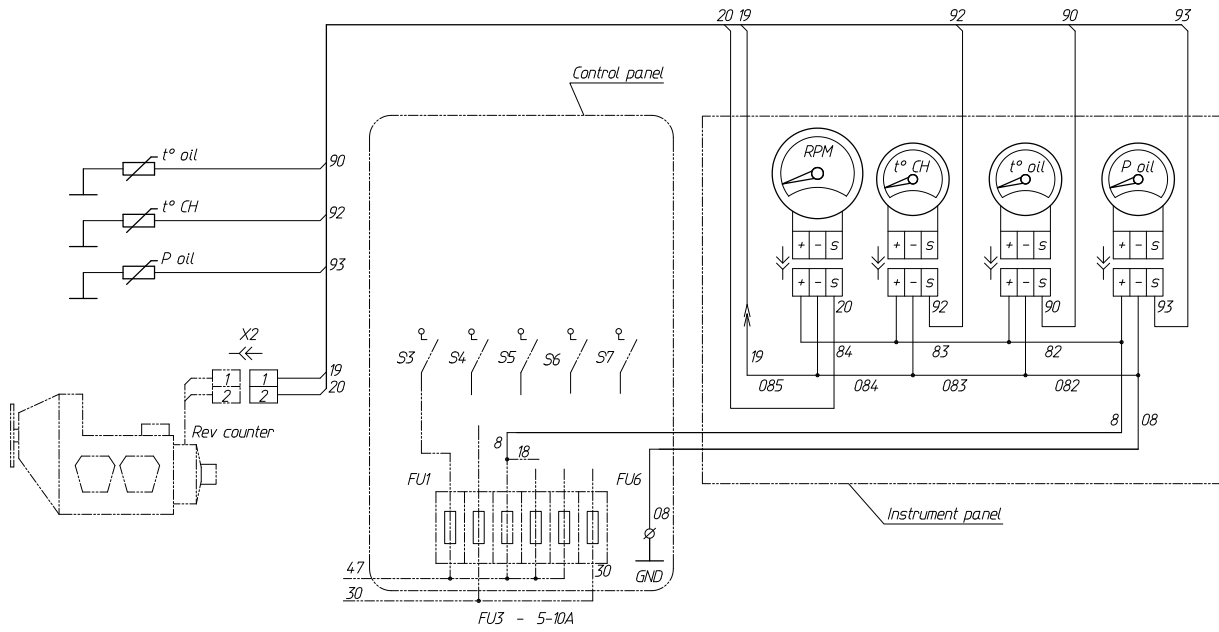 20 19 92 90 93
Control panel
RPM t° CH t° oil P oil
t° oil 90
t° CH 92
P oil 93
+ - S + - S + - S + - S
+ - S + - S + - S + - S
20 92 90 93
X2
S3 S4 S5 S6 S7
84 83 82
19
1 1 19
2 2 20
085 084 083 082
Rev counter
8 18
8 08
FU1 FU6
08
Instrument panel
GND
47
30
30
FU3 - 5-10A